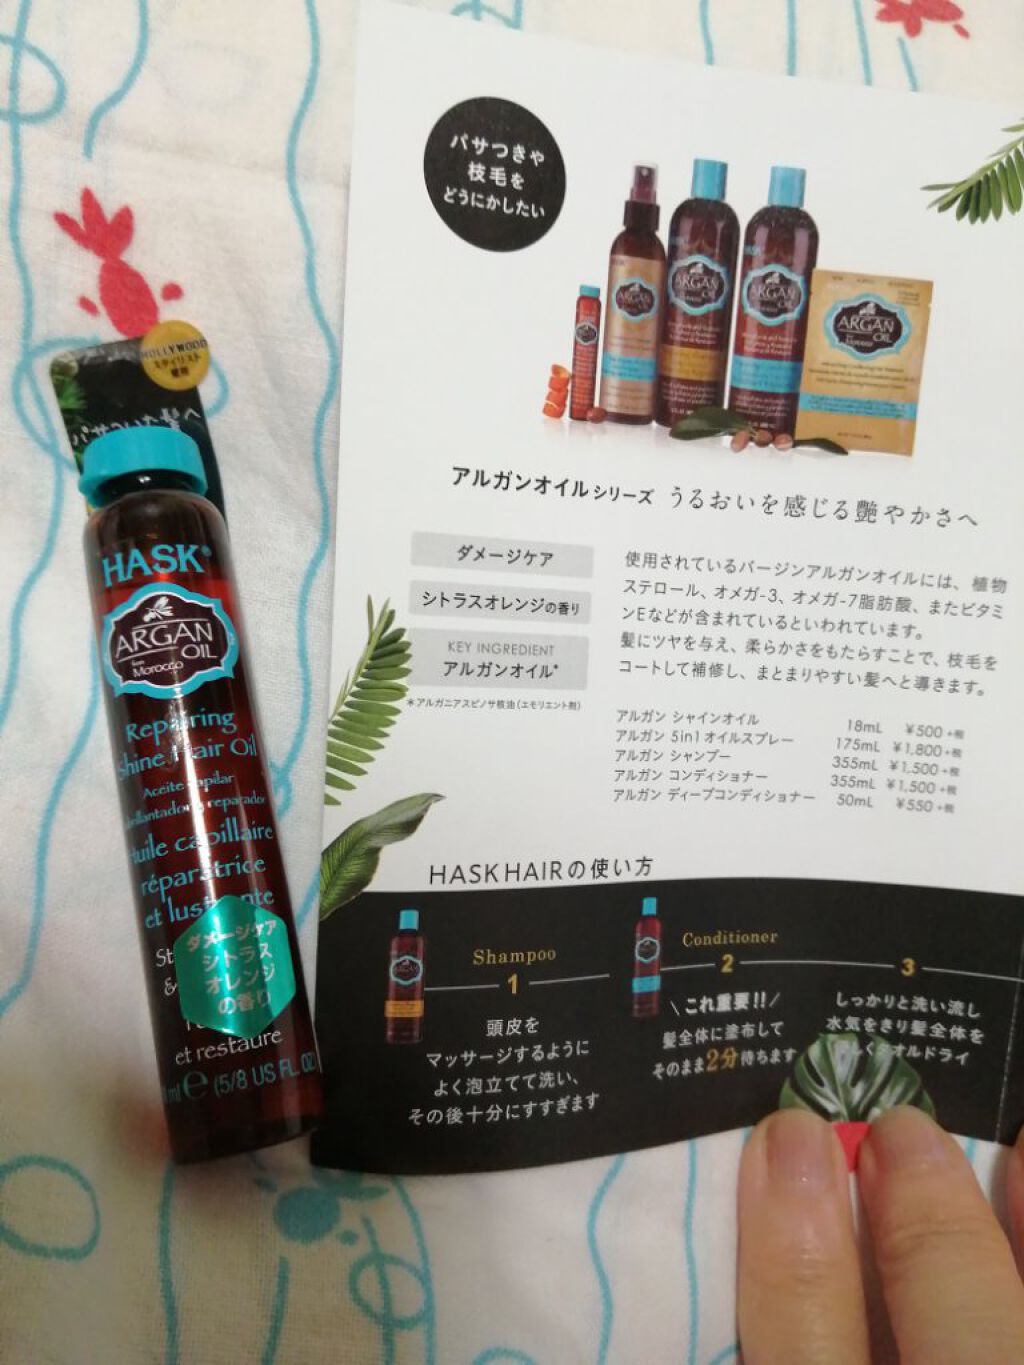 パサつきや
枝毛を
どうにかしたい
HASK
ARGAN
OIL
ARGAN
OIL
ARGAN
OIL
ARGAN
OIL
from
Morocco
アルガンオイルシリーズ うるおいを感じる艶やかさへ
ダメージケア
シトラスオレンジの香り
KEY INGREDIENT
アルガンオイル*
*アルガニアスピノサ核油(エモリエント剤)
使用されているバージンアルガンオイルには、植物
ステロール、オメガ-3、オメガ-7脂肪酸、またビタミ
ンEなどが含まれているといわれています。
髪にツヤを与え、柔らかさをもたらすことで、枝毛を
コートして補修し、まとまりやすい髪へと導きます。
アルガン シャインオイル 18mL ¥500+税
アルガン 5in1 オイルスプレー 175mL ¥1,800+税
アルガン シャンプー 355mL ¥1,500+税
アルガン コンディショナー 355mL ¥1,500+税
アルガン ディープコンディショナー 50mL ¥550+税
HASK HAIRの使い方
Shampoo
1
頭皮を
マッサージするように
よく泡立てて洗い、
その後十分にすすぎます
Conditioner
2
\ これ重要!! /
髪全体に塗布して
そのまま2分待ちます
3
しっかりと洗い流し
水気をきり髪全体を
しくタオルドライ
HOLLYWOOD
スタイリスト
愛用
HASK®
ARGAN
OIL
from
Morocco
Repairing
Shine Hair Oil
Aceite capilar
abrillantador y reparador
Huile capillaire
réparatrice
et lustrante
ダメージケア
シトラス
オレンジ
の香り
St
&
et restaure
ml e (5/8 US FL. OZ